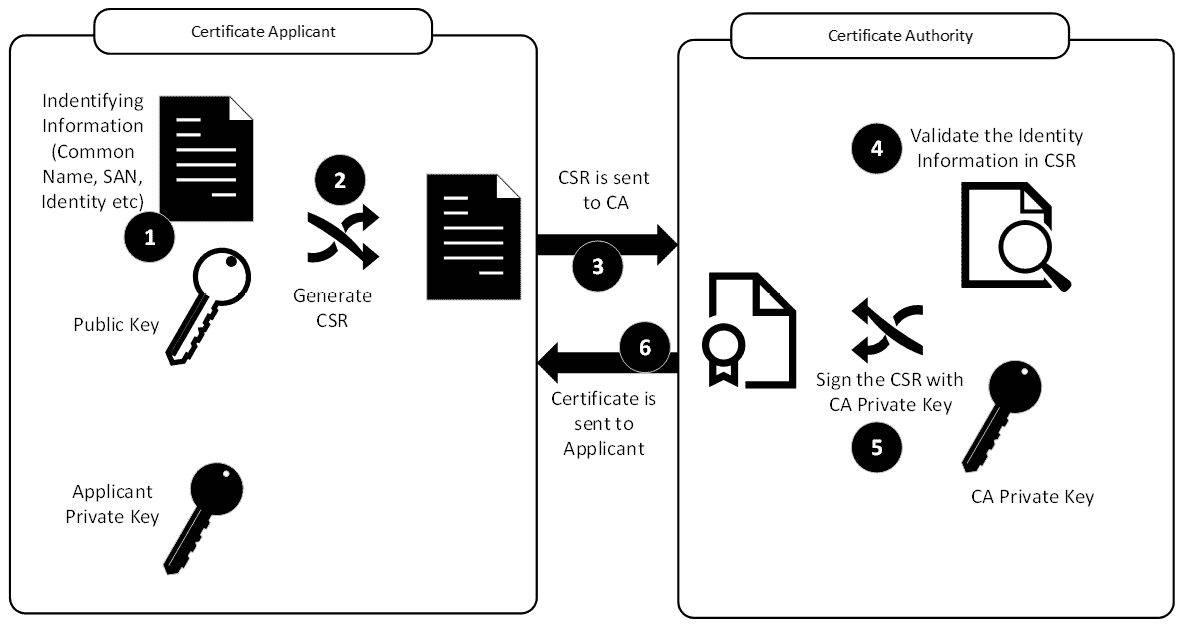 Certificate Applicant
Indentifying
Information
(Common
Name, SAN,
Identity etc)
1
2
Generate
CSR
Public Key
Applicant
Private Key
CSR is sent
to CA
3
6
Certificate is
sent to
Applicant
Certificate Authority
4
Validate the Identity
Information in CSR
Sign the CSR with
CA Private Key
5
CA Private Key